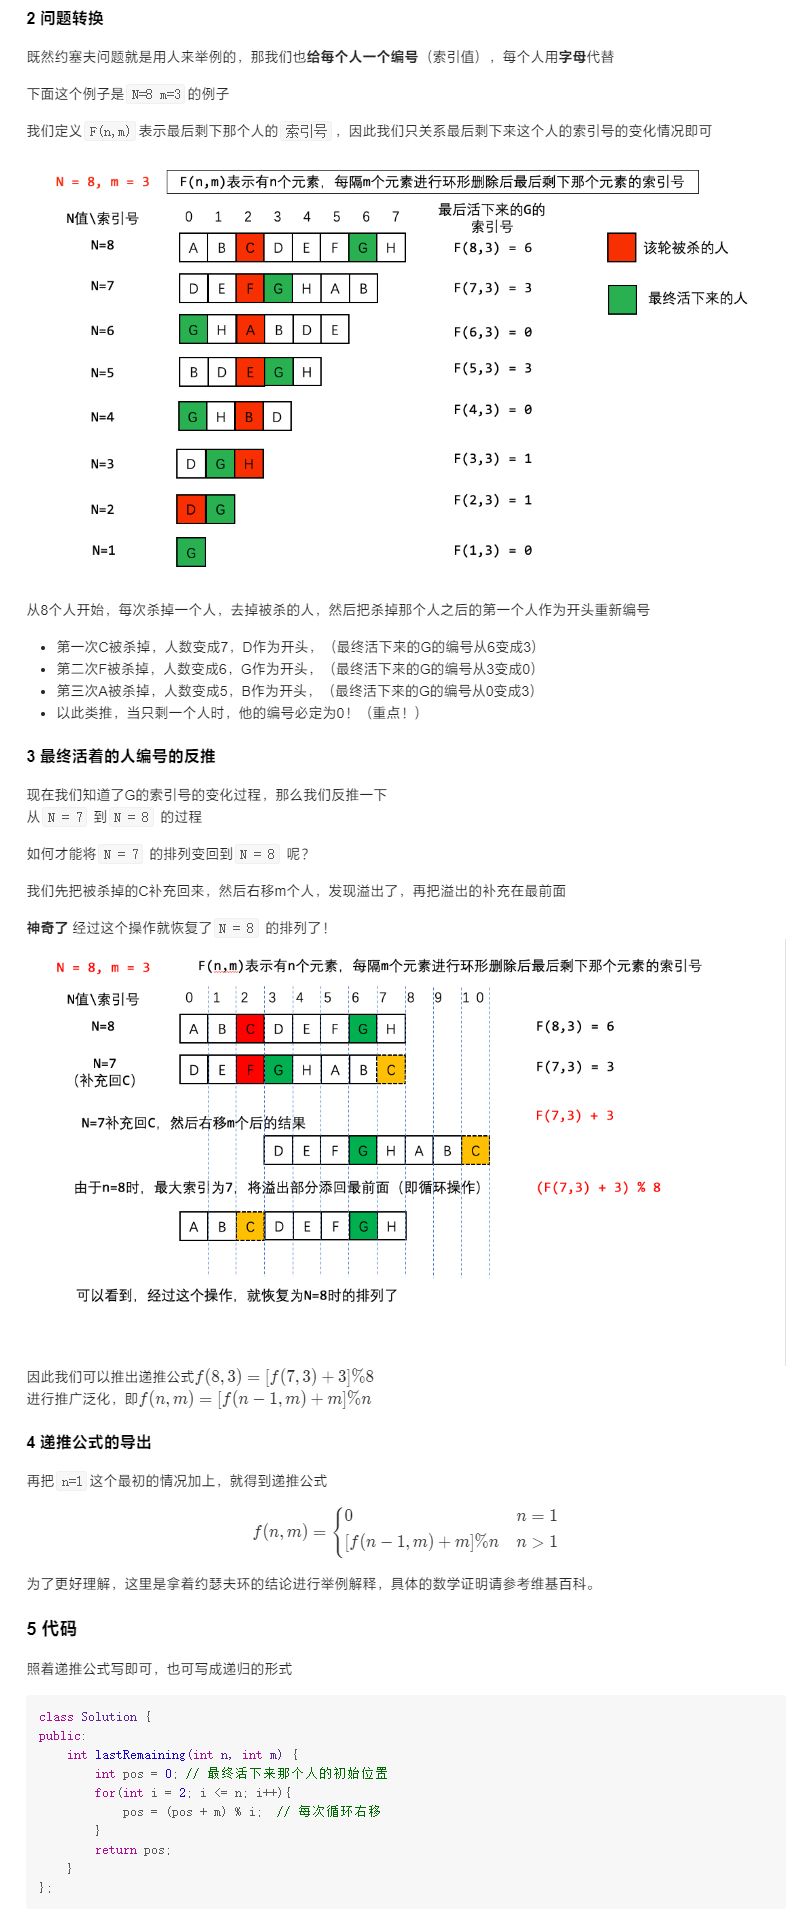 2 问题转换
既然约塞夫问题就是用人来举例的，那我们也给每个人一个编号（索引值），每个人用字母代替
下面这个例子是 N=8 m=3 的例子
我们定义 F(n,m) 表示最后剩下那个人的 索引号，因此我们只关系最后剩下来这个人的索引号的变化情况即可
N = 8, m = 3 F(n,m)表示有n个元素，每隔m个元素进行环形删除后最后剩下那个元素的索引号
N值\索引号 0 1 2 3 4 5 6 7 最后活下来的G的
索引号
N=8 A B C D E F G H F(8,3) = 6 该轮被杀的人
N=7 D E F G H A B F(7,3) = 3 最终活下来的人
N=6 G H A B D E F(6,3) = 0
N=5 B D E G H F(5,3) = 3
N=4 G H B D F(4,3) = 0
N=3 D G H F(3,3) = 1
N=2 D G F(2,3) = 1
N=1 G F(1,3) = 0
从8个人开始，每次杀掉一个人，去掉被杀的人，然后把杀掉那个人之后的第一个人作为开头重新编号
• 第一次C被杀掉，人数变成7，D作为开头，（最终活下来的G的编号从6变成3）
• 第二次F被杀掉，人数变成6，G作为开头，（最终活下来的G的编号从3变成0）
• 第三次A被杀掉，人数变成5，B作为开头，（最终活下来的G的编号从0变成3）
• 以此类推，当只剩一个人时，他的编号必定为0！（重点！）
3 最终活着的人编号的反推
现在我们知道了G的索引号的变化过程，那么我们反推一下
从 N = 7 到 N = 8 的过程
如何才能将 N = 7 的排列变回到 N = 8 呢？
我们先把被杀掉的C补充回来，然后右移m个人，发现溢出了，再把溢出的补充在最前面
神奇了 经过这个操作就恢复了 N = 8 的排列了！
N = 8, m = 3 F(n,m)表示有n个元素，每隔m个元素进行环形删除后最后剩下那个元素的索引号
N值\索引号 0 1 2 3 4 5 6 7 8 9 10
N=8 A B C D E F G H F(8,3) = 6
N=7 D E F G H A B C F(7,3) = 3
（补充回C）
N=7补充回C，然后右移m个后的结果 F(7,3) + 3
D E F G H A B C
由于n=8时，最大索引为7，将溢出部分添回最前面（即循环操作） (F(7,3) + 3) % 8
A B C D E F G H
可以看到，经过这个操作，就恢复为N=8时的排列了
因此我们可以推出递推公式f(8,3) = [f(7,3) + 3]%8
进行推广泛化，即f(n,m) = [f(n − 1,m) + m]%n
4 递推公式的导出
再把 n=1 这个最初的情况加上，就得到递推公式
f(n,m) = { 0 n = 1
[f(n − 1,m) + m]%n n > 1
为了更好理解，这里是拿着约瑟夫环的结论进行举例解释，具体的数学证明请参考维基百科。
5 代码
照着递推公式写即可，也可写成递归的形式
class Solution {
public:
int lastRemaining(int n, int m) {
int pos = 0; // 最终活下来那个人的初始位置
for(int i = 2; i <= n; i++){
pos = (pos + m) % i; // 每次循环右移
}
return pos;
}
};